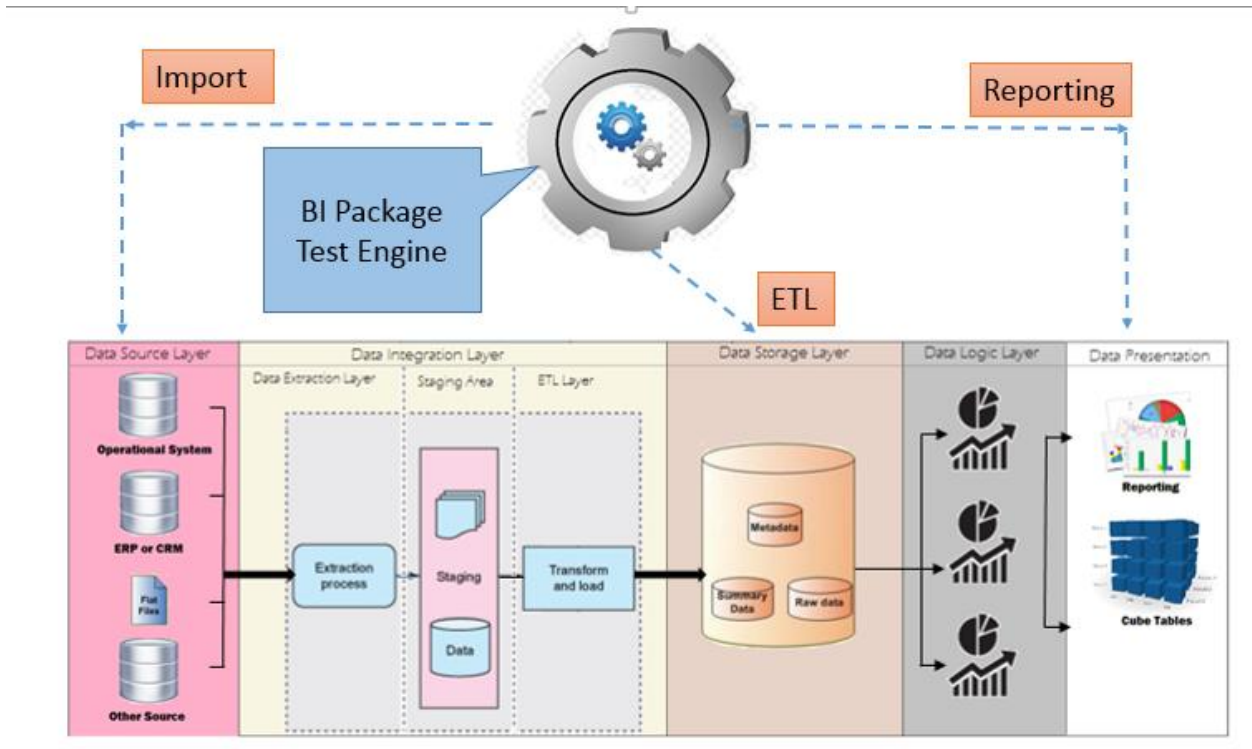 Import
Reporting
BI Package
Test Engine
ETL
Data Source Layer
Data Integration Layer
Data Storage Layer
Data Logic Layer
Data Presentation
Data Extraction Layer
Staging Area
ETL Layer
Operational System
ERP or CRM
Flat
Files
Other Source
Extraction
process
Staging
Data
Transform
and load
Metadata
Summary
Data
Raw data
Reporting
Cube Tables